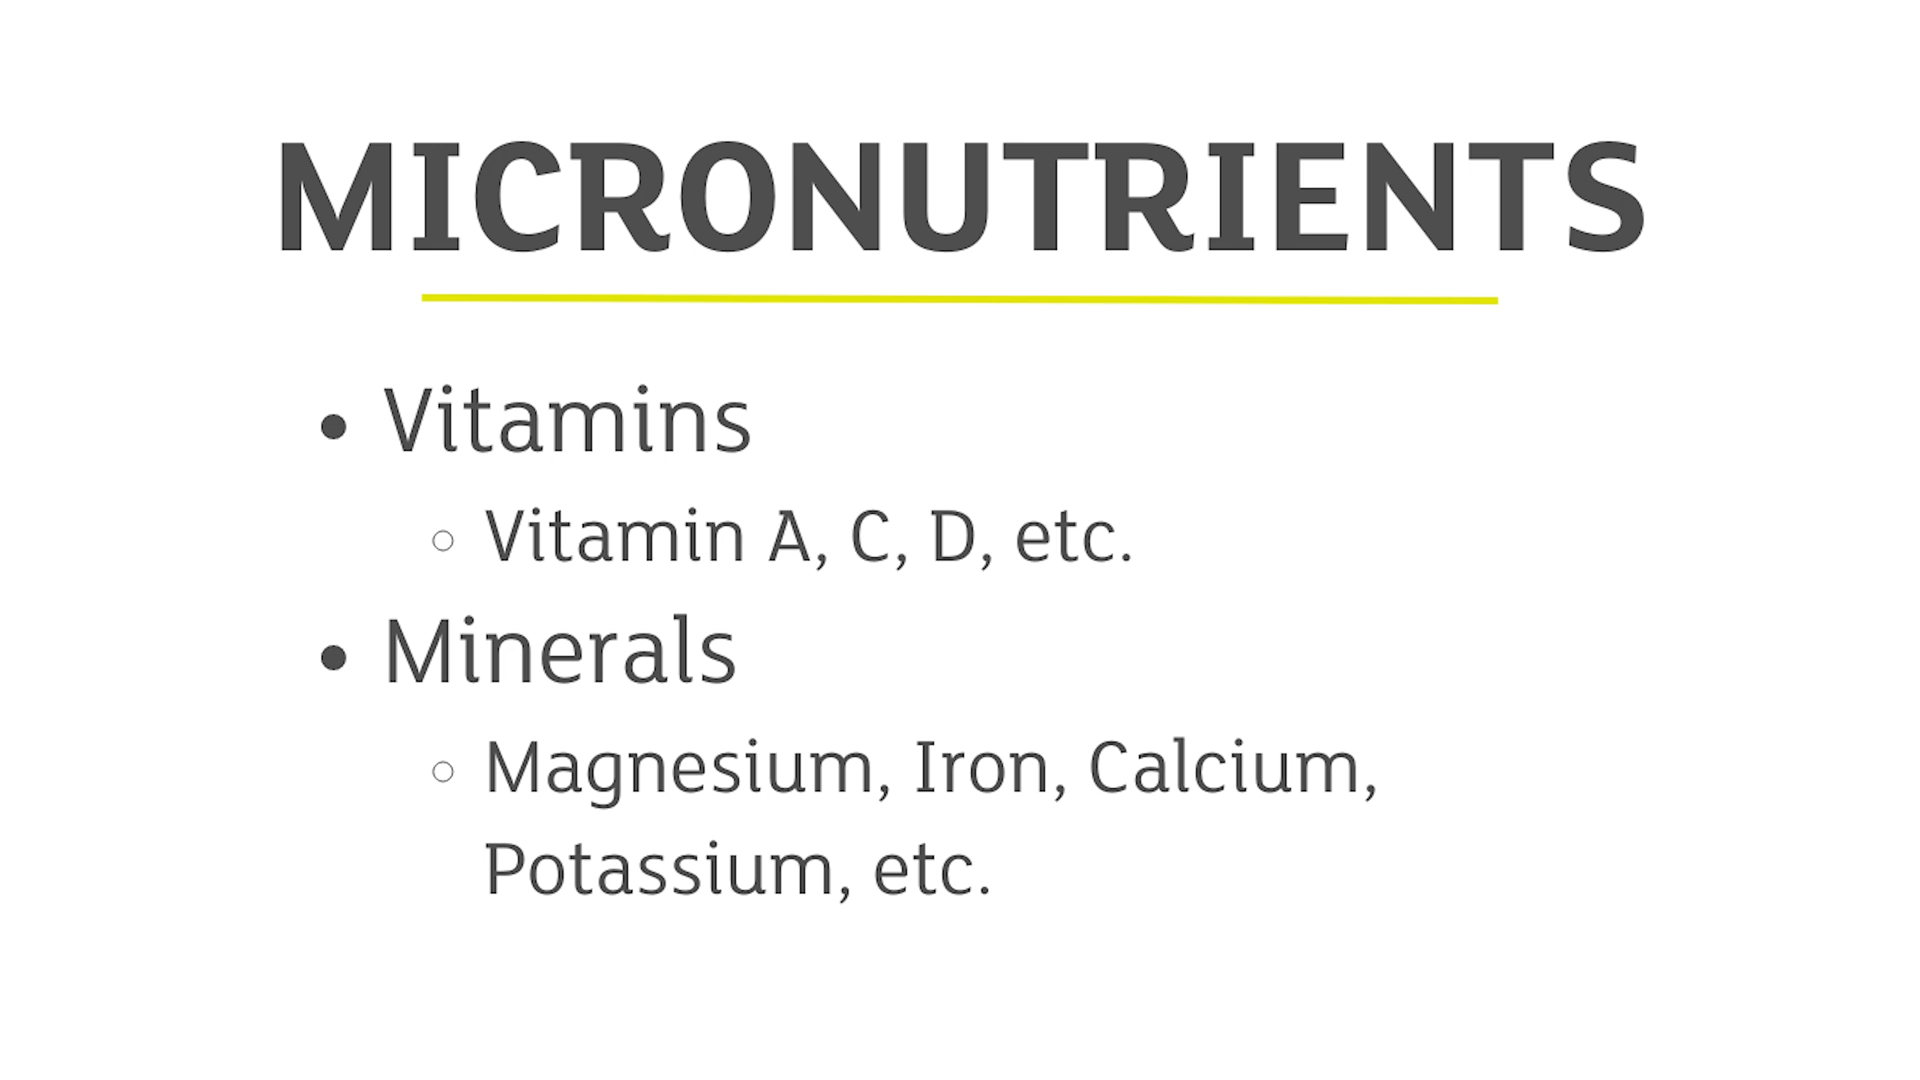 MICRONUTRIENTS
• Vitamins
○ Vitamin A, C, D, etc.
• Minerals
○ Magnesium, Iron, Calcium,
Potassium, etc.